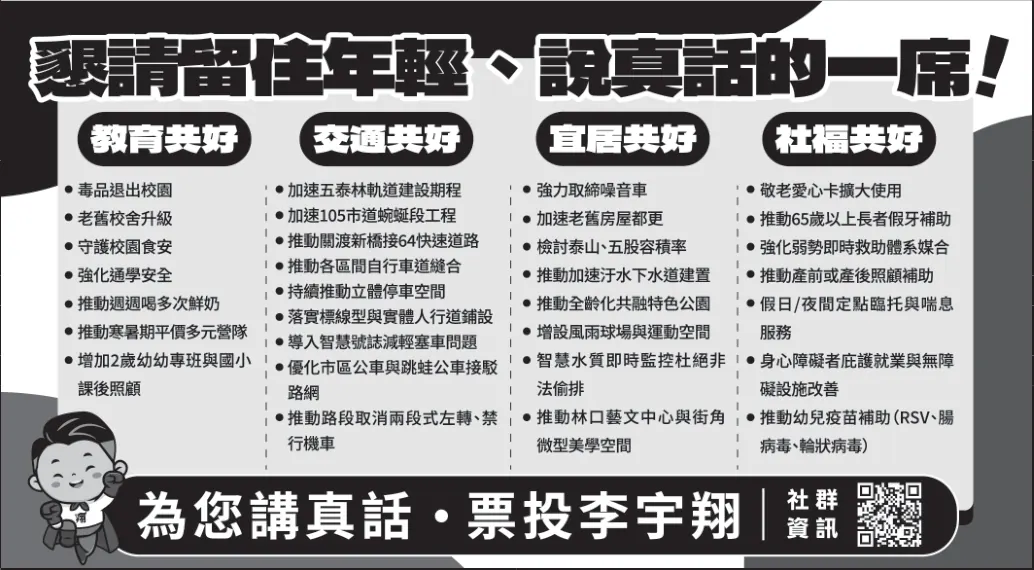 懇請留住年輕、說真話的一席！
教育共好
• 毒品退出校園
• 老舊校舍升級
• 守護校園食安
• 強化通學安全
• 推動週週喝多次鮮奶
• 推動寒暑期平價多元營隊
• 增加2歲幼幼專班與國小
課後照顧
交通共好
• 加速五泰林軌道建設期程
• 加速105市道蜿蜒段工程
• 推動關渡新橋接64快速道路
• 推動各區間自行車道縫合
• 持續推動立體停車空間
• 落實標線型與實體人行道鋪設
• 導入智慧號誌減輕塞車問題
• 優化市區公車與跳蛙公車接駁
路網
• 推動路段取消兩段式左轉、禁
行機車
宜居共好
• 強力取締噪音車
• 加速老舊房屋都更
• 檢討泰山、五股容積率
• 推動加速汙水下水道建置
• 推動全齡化共融特色公園
• 增設風雨球場與運動空間
• 智慧水質即時監控杜絕非
法偷排
• 推動林口藝文中心與街角
微型美學空間
社福共好
• 敬老愛心卡擴大使用
• 推動65歲以上長者假牙補助
• 強化弱勢即時救助體系媒合
• 推動產前或產後照顧補助
• 假日/夜間定點臨托與喘息
服務
• 身心障礙者庇護就業與無障
礙設施改善
• 推動幼兒疫苗補助（RSV、腸
病毒、輪狀病毒）
為您講真話・票投李宇翔
社群
資訊
翔